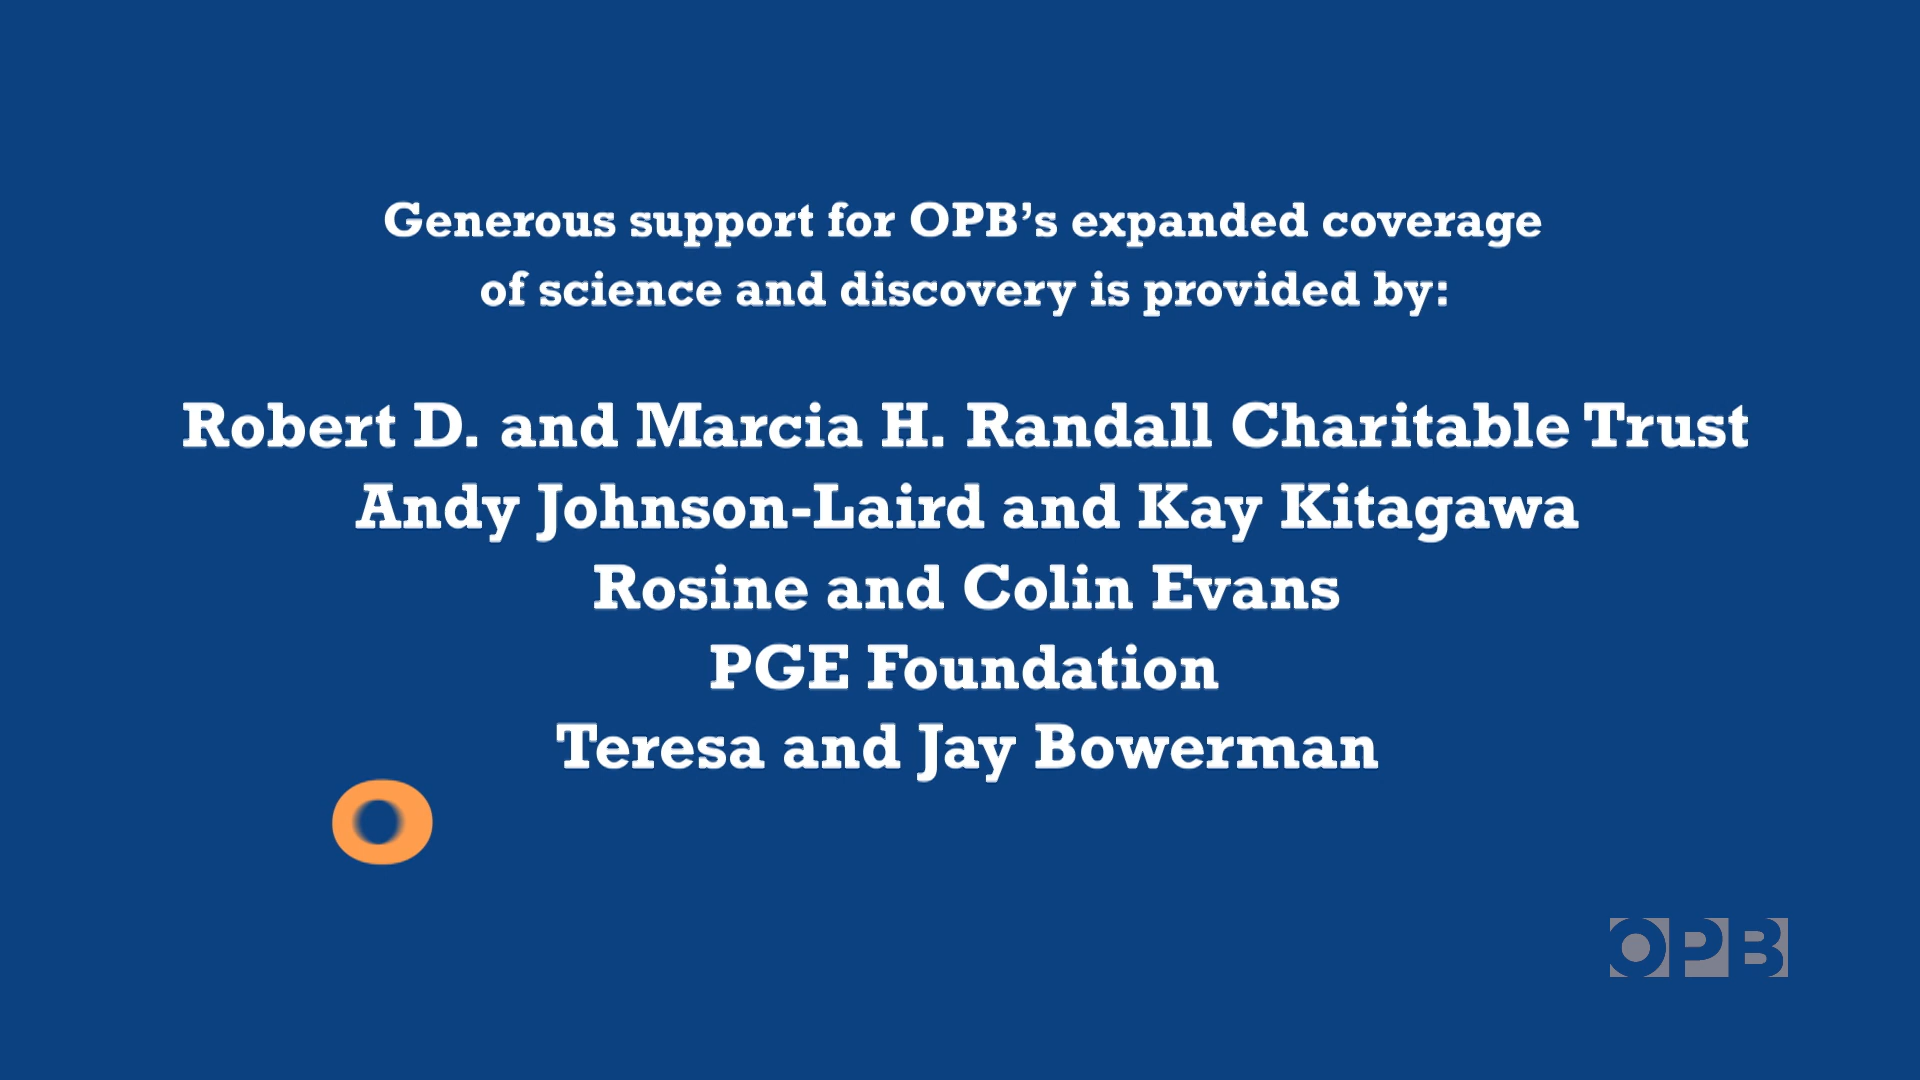 Generous support for OPB’s expanded coverage
of science and discovery is provided by:
Robert D. and Marcia H. Randall Charitable Trust
Andy Johnson-Laird and Kay Kitagawa
Rosine and Colin Evans
PGE Foundation
Teresa and Jay Bowerman
O
OPB